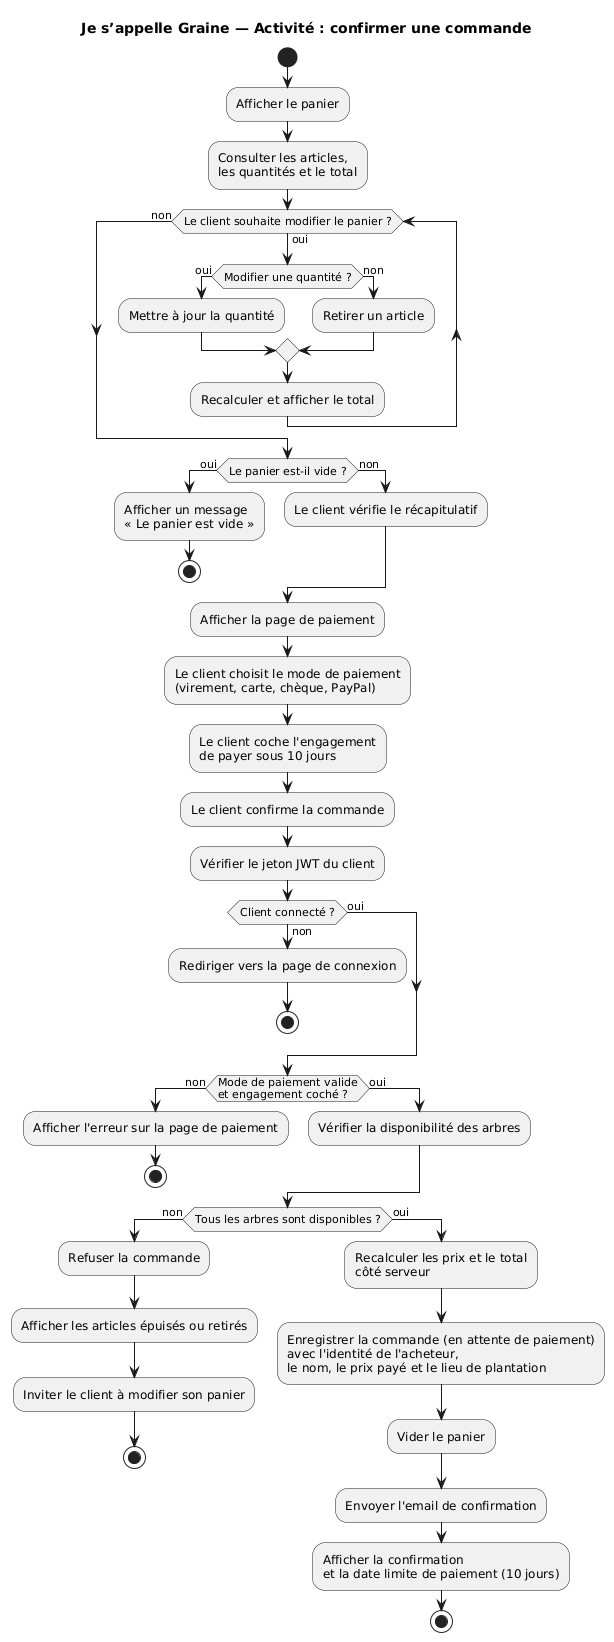 Je s’appelle Graine — Activité : confirmer une commande
Afficher le panier
Consulter les articles,
les quantités et le total
non
Le client souhaite modifier le panier ?
oui
oui
Modifier une quantité ?
non
Mettre à jour la quantité
Retirer un article
Recalculer et afficher le total
oui
Le panier est-il vide ?
non
Afficher un message
« Le panier est vide »
Le client vérifie le récapitulatif
Afficher la page de paiement
Le client choisit le mode de paiement
(virement, carte, chèque, PayPal)
Le client coche l'engagement
de payer sous 10 jours
Le client confirme la commande
Vérifier le jeton JWT du client
Client connecté ?
oui
non
Rediriger vers la page de connexion
non
Mode de paiement valide
et engagement coché ?
oui
Afficher l'erreur sur la page de paiement
Vérifier la disponibilité des arbres
non
Tous les arbres sont disponibles ?
oui
Refuser la commande
Afficher les articles épuisés ou retirés
Inviter le client à modifier son panier
Recalculer les prix et le total
côté serveur
Enregistrer la commande (en attente de paiement)
avec l'identité de l'acheteur,
le nom, le prix payé et le lieu de plantation
Vider le panier
Envoyer l'email de confirmation
Afficher la confirmation
et la date limite de paiement (10 jours)